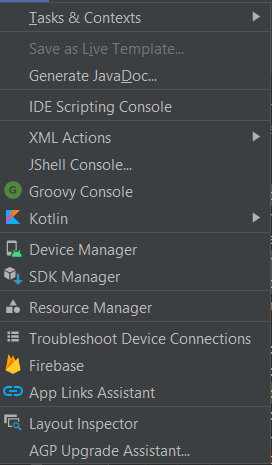 Tasks & Contexts
Save as Live Template...
Generate JavaDoc...
IDE Scripting Console
XML Actions
JShell Console...
G Groovy Console
Kotlin
Device Manager
SDK Manager
Resource Manager
Troubleshoot Device Connections
Firebase
App Links Assistant
Layout Inspector
AGP Upgrade Assistant...